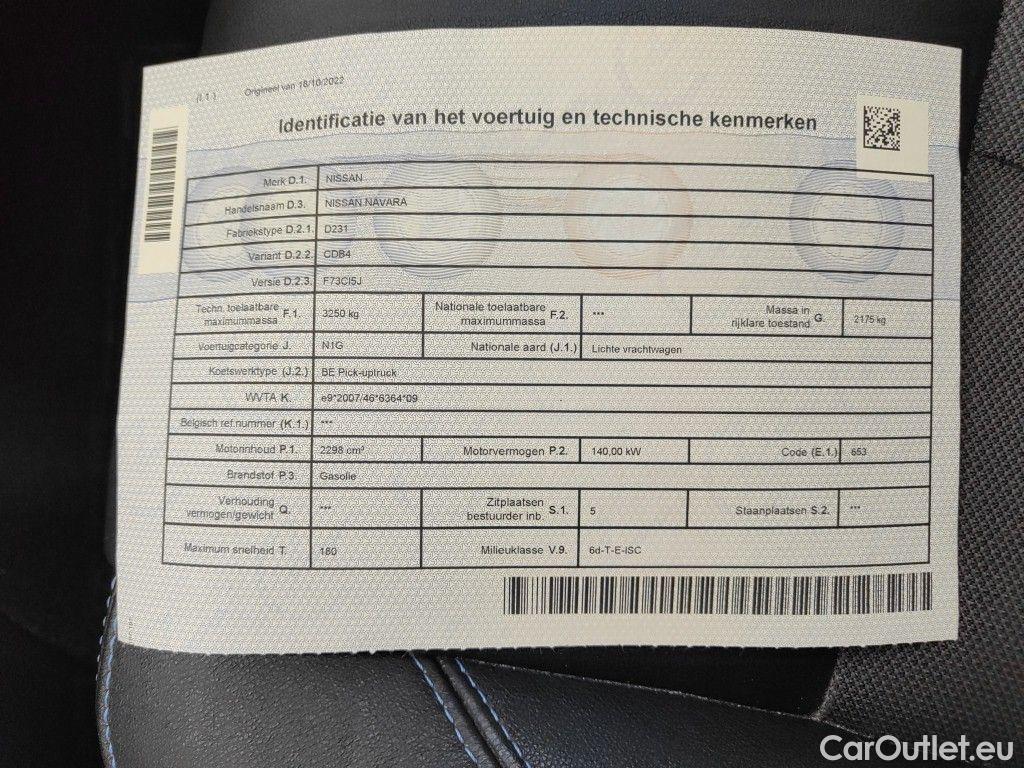 (I.1.) Origineel van 18/10/2022
Identificatie van het voertuig en technische kenmerken
Merk D.1. NISSAN
Handelsnaam D.3. NISSAN NAVARA
Fabriekstype D.2.1. D231
Variant D.2.2. CDB4
Versie D.2.3. F73CI5J
Techn. toelaatbare maximummassa F.1. 3250 kg Nationale toelaatbare maximummassa F.2. *** Massa in rijklare toestand G. 2175 kg
Voertuigcategorie J. N1G Nationale aard (J.1.) Lichte vrachtwagen
Koetswerktype (J.2.) BE Pick-uptruck
WVTA K. e9*2007/46*6364*09
Belgisch ref.nummer (K.1.) ***
Motorinhoud P.1. 2298 cm³ Motorvermogen P.2. 140,00 kW Code (E.1.) 653
Brandstof P.3. Gasolie
Verhouding vermogen/gewicht Q. *** Zitplaatsen bestuurder inb. S.1. 5 Staanplaatsen S.2. ***
Maximum snelheid T. 180 Milieuklasse V.9. 6d-T-E-ISC
CarOutlet.eu